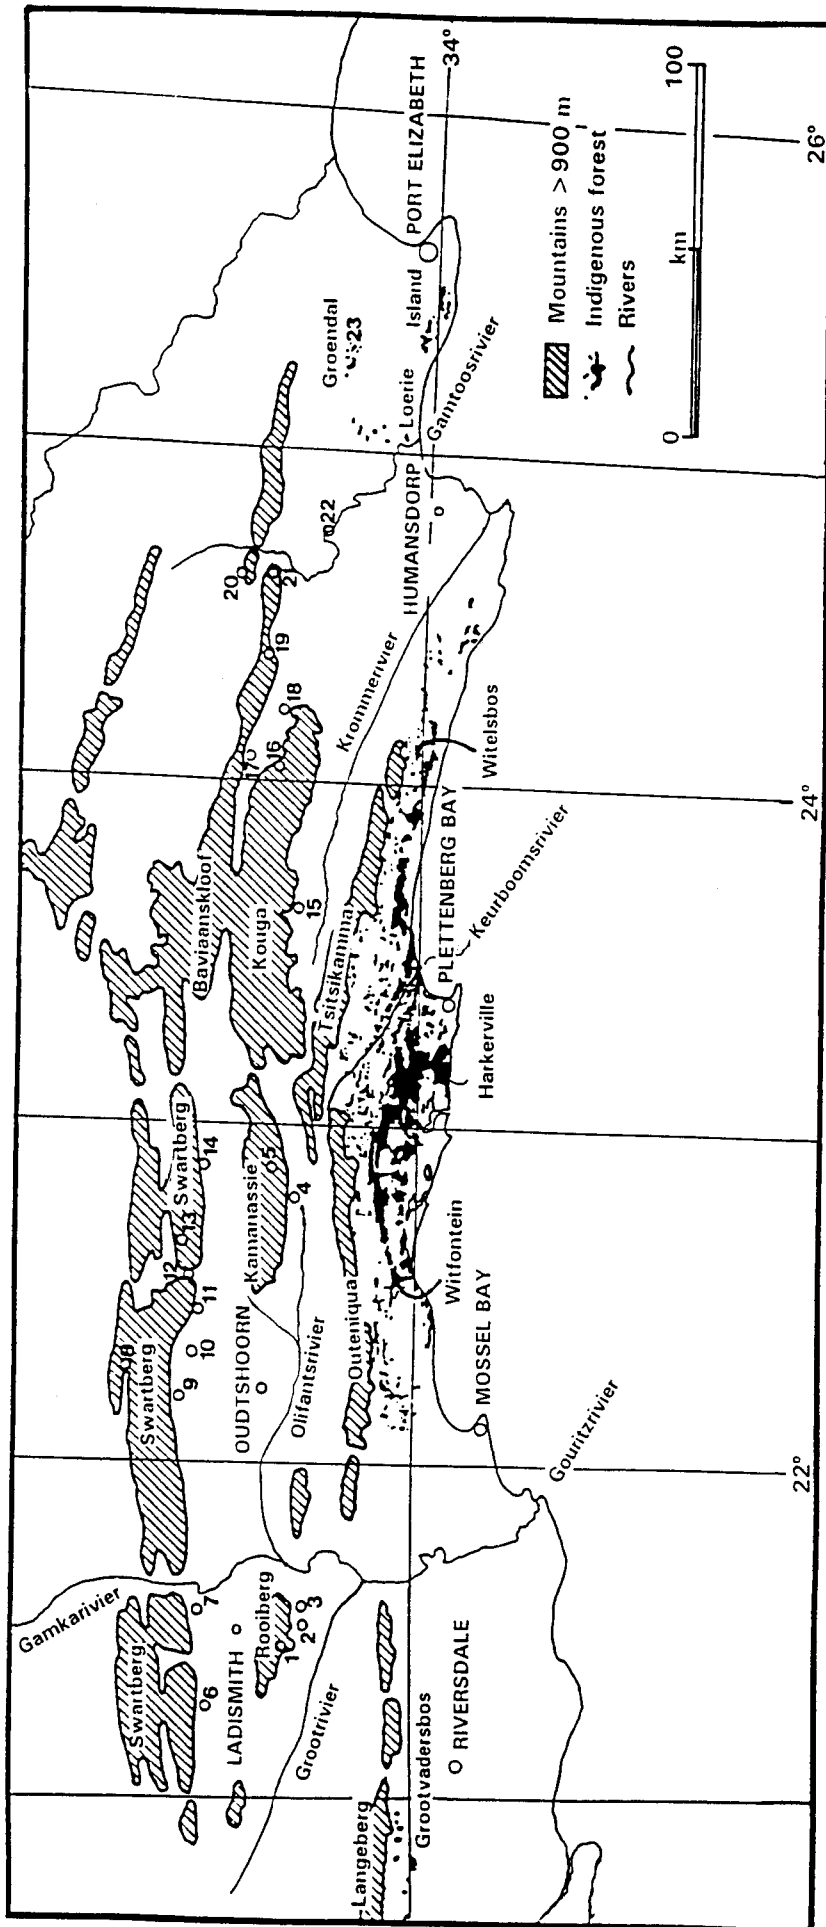 Gamkarivier
Swartberg
6
7
LADISMITH
Rooiberg
1
2
3
Grootrivier
Langeberg
Grootvadersbos
RIVERSDALE
Gouritzrivier
22°
Swartberg
8
9
10
11
12
13
Swartberg
14
OUDTSHOORN
Olifantsrivier
Kamanassie
5
4
Outeniqua
MOSSEL BAY
Witfontein
Harkerville
PLETTENBERG BAY
Keurboomsrivier
Tsitsikamma
Baviaanskloof
Kouga
15
16
17
18
19
20
21
22
Krommerivier
Witelsbos
24°
HUMANSDORP
Gamtoosrivier
Loerie
Groendal
23
Island
PORT ELIZABETH
34°
Mountains > 900 m
Indigenous forest
Rivers
0
km
100
26°